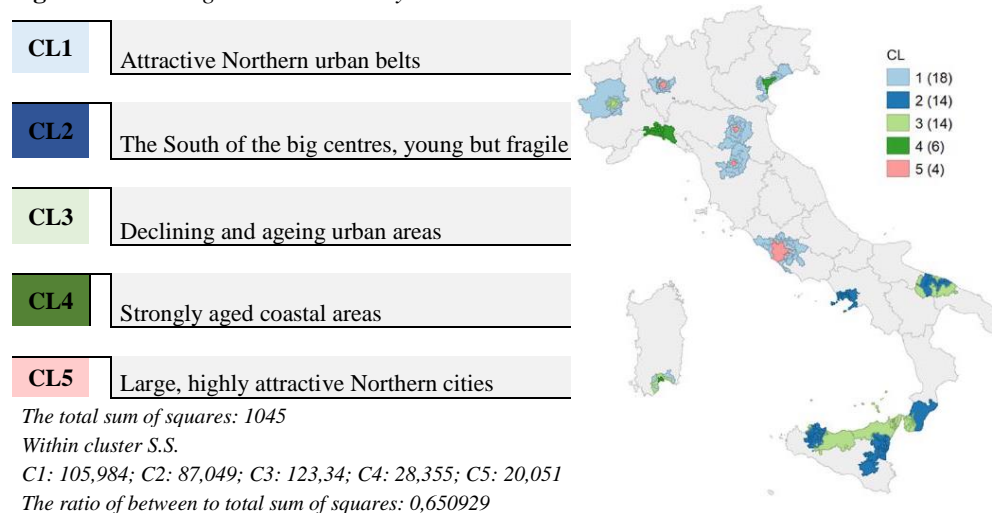 CL1
Attractive Northern urban belts
CL2
The South of the big centres, young but fragile
CL3
Declining and ageing urban areas
CL4
Strongly aged coastal areas
CL5
Large, highly attractive Northern cities
The total sum of squares: 1045
Within cluster S.S.
C1: 105,984; C2: 87,049; C3: 123,34; C4: 28,355; C5: 20,051
The ratio of between to total sum of squares: 0,650929
CL
1 (18)
2 (14)
3 (14)
4 (6)
5 (4)